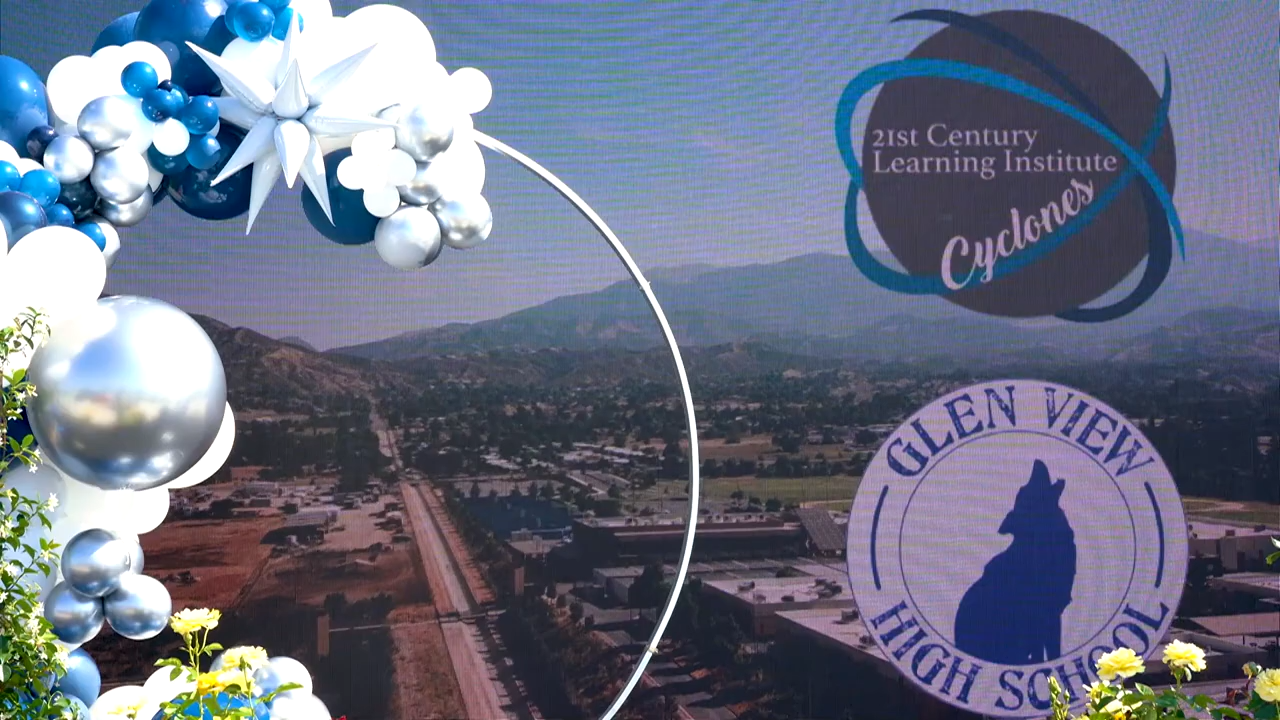 21st Century
Learning Institute
Cyclones
GLEN VIEW
HIGH SCHOOL